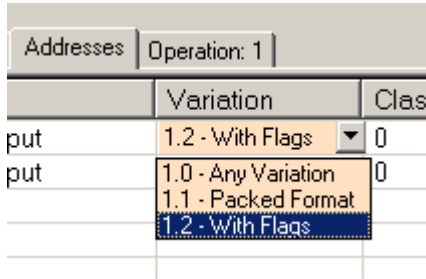 Addresses Operation: 1
Variation Clas
put 1.2 - With Flags 0
put 1.0 - Any Variation 0
1.1 - Packed Format
1.2 - With Flags